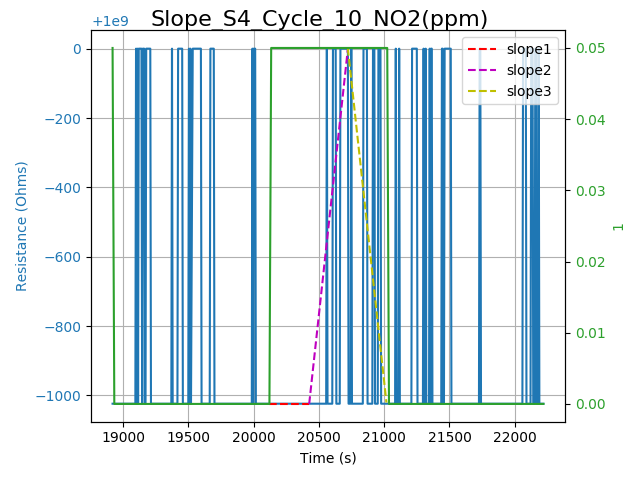 Slope_S4_Cycle_10_NO2(ppm)
+1e9
slope1
slope2
slope3
0
−200
−400
−600
−800
−1000
Resistance (Ohms)
0.05
0.04
0.03
0.02
0.01
0.00
1
19000 19500 20000 20500 21000 21500 22000
Time (s)